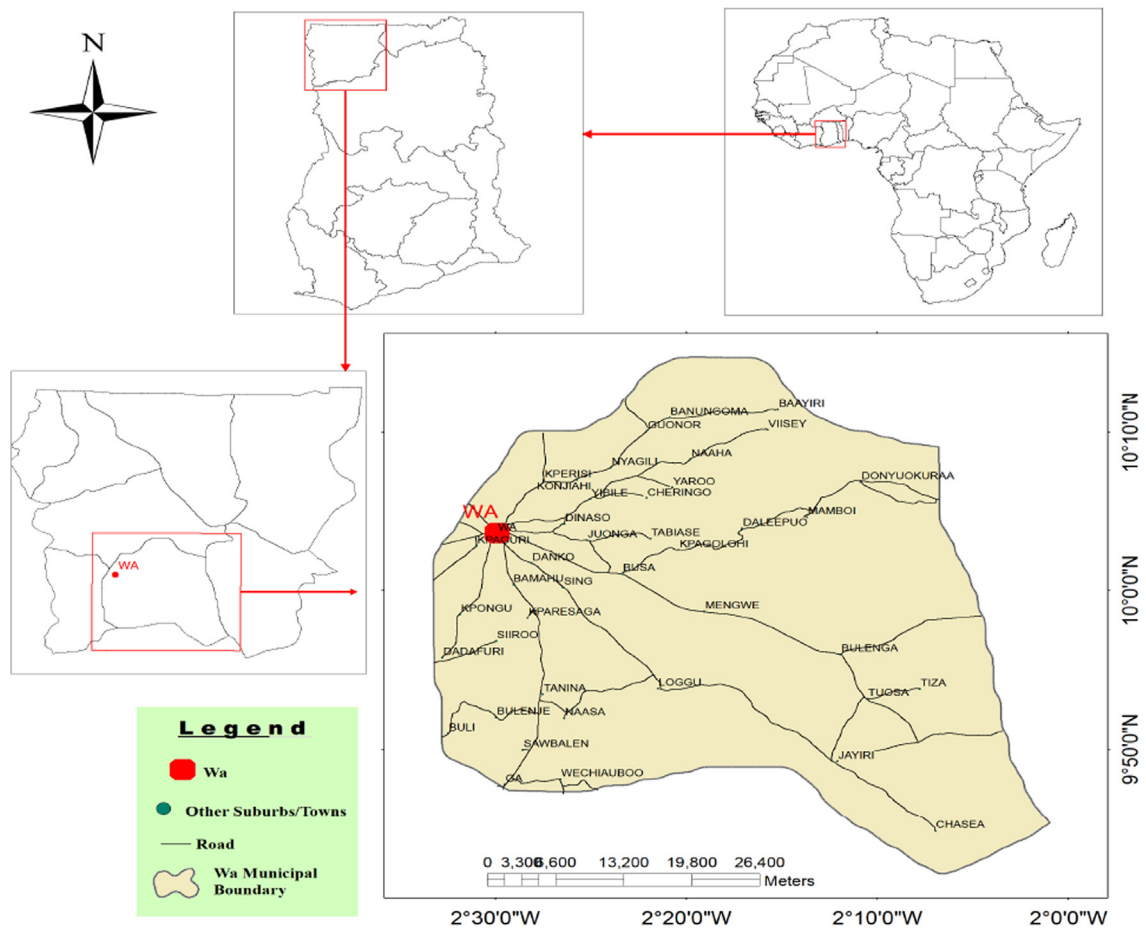 N
WA
BAAYIRI
BANUNGOMA
GUONOR
VIISEY
NAAHA
NYAGILI
KPERISI
KONJIAHI
YAROO
YIBILE
CHERINGO
DONYUOKURAA
MAMBOI
WA
WA
DINASO
DALEEPUO
JUONGA
TABIASE
KPAGOLOHI
DANKO
BUSA
BAMAHU
SING
MENGWE
KPONGU
KPARESAGA
SIIROO
DADAFURI
BULENGA
LOGGU
TIZA
TUOSA
TANINA
BULENJE
NAASA
BULI
SAWBALEN
JAYIRI
GA
WECHIAUBOO
CHASEA
10°10'0"N
10°0'0"N
9°50'0"N
0 3,300 6,600 13,200 19,800 26,400
Meters
2°30'0"W 2°20'0"W 2°10'0"W 2°0'0"W
Legend
Wa
Other Suburbs/Towns
Road
Wa Municipal
Boundary